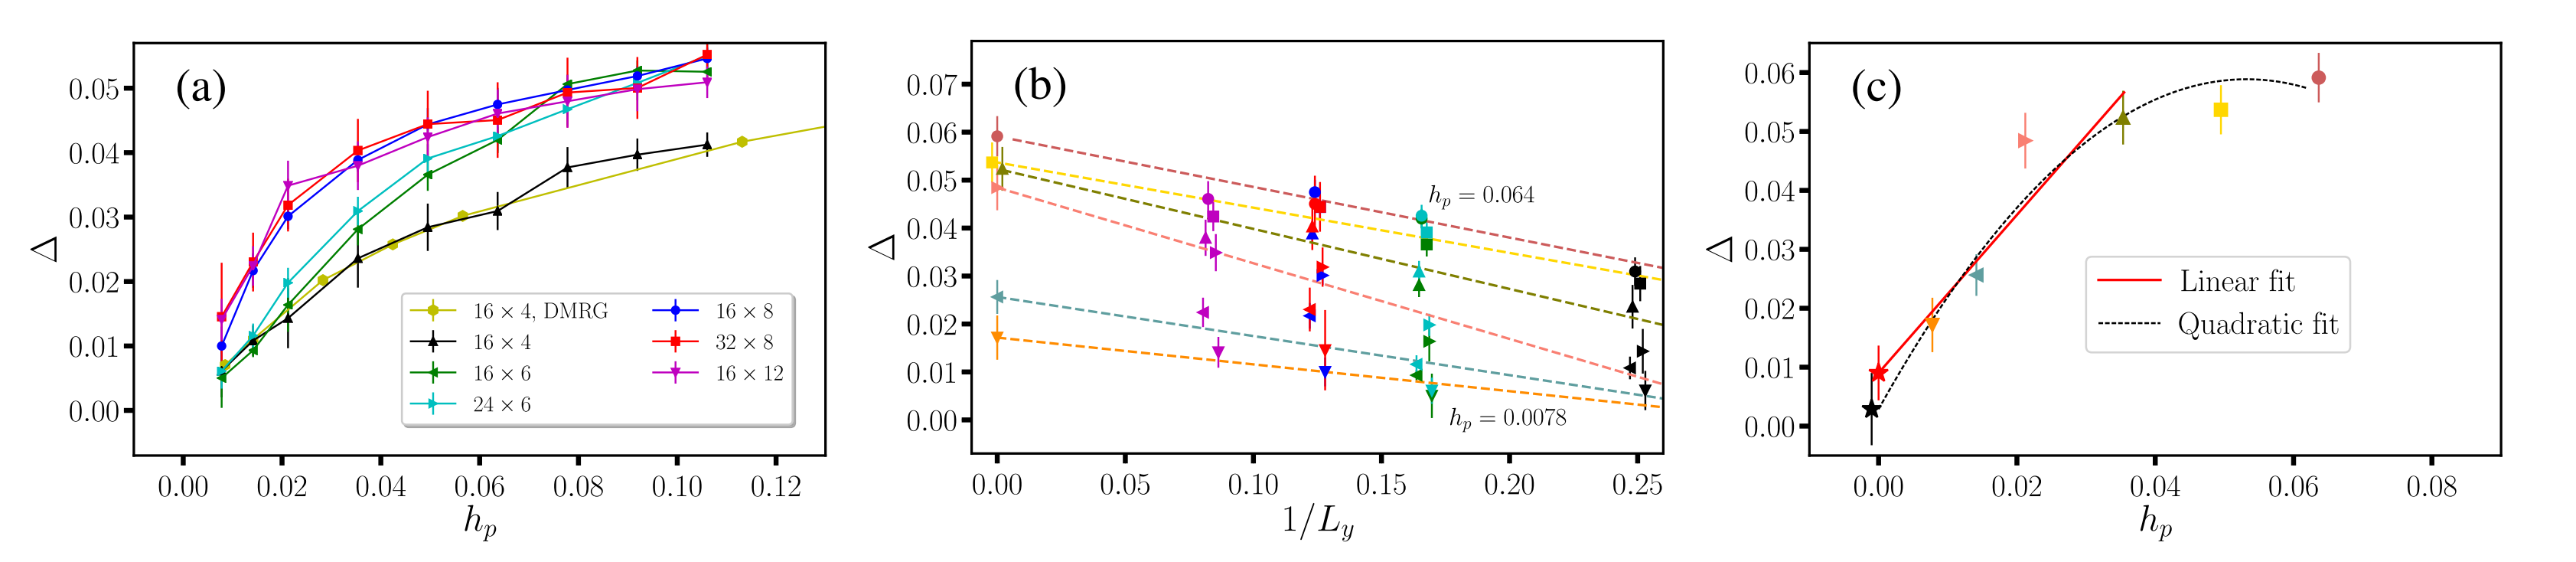 (a)
Δ
0.05
0.04
0.03
0.02
0.01
0.00
16 × 4, DMRG
16 × 4
16 × 6
24 × 6
16 × 8
32 × 8
16 × 12
0.00 0.02 0.04 0.06 0.08 0.10 0.12
h_p
(b)
Δ
0.07
0.06
0.05
0.04
0.03
0.02
0.01
0.00
h_p = 0.064
h_p = 0.0078
0.00 0.05 0.10 0.15 0.20 0.25
1/L_y
(c)
Δ
0.06
0.05
0.04
0.03
0.02
0.01
0.00
Linear fit
Quadratic fit
0.00 0.02 0.04 0.06 0.08
h_p